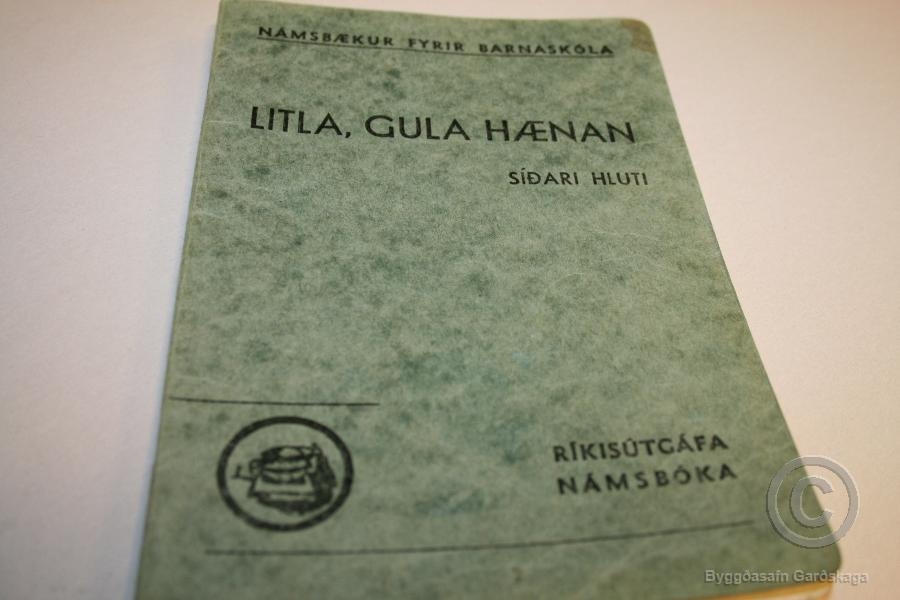 NÁMSBÆKUR FYRIR BARNASKÓLA
LITLA, GULA HÆNAN
SÍÐARI HLUTI
RÍKISÚTGÁFA
NÁMSBÓKA
©
Byggðasafn Garðskaga